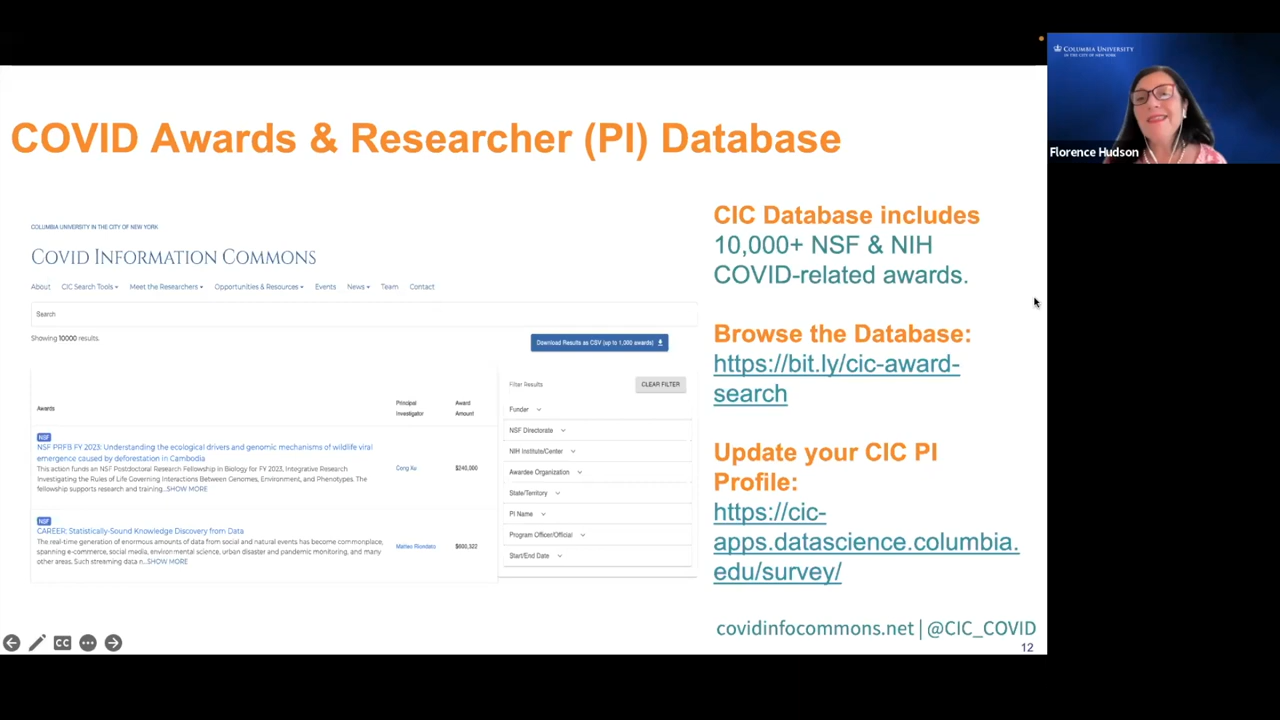 COLUMBIA UNIVERSITY
IN THE CITY OF NEW YORK
Florence Hudson
COVID Awards & Researcher (PI) Database
COLUMBIA UNIVERSITY IN THE CITY OF NEW YORK
COVID INFORMATION COMMONS
About CIC Search Tools Meet the Researchers Opportunities & Resources Events News Team Contact
Search
Showing 10000 results.
Download Results as CSV (up to 1,000 awards)
Awards
Principal
Investigator
Award
Amount
NSF
NSF PRFB FY 2023: Understanding the ecological drivers and genomic mechanisms of wildlife viral
emergence caused by deforestation in Cambodia
This action funds an NSF Postdoctoral Research Fellowship in Biology for FY 2023, Integrative Research
Investigating the Rules of Life Governing Interactions Between Genomes, Environment, and Phenotypes. The
fellowship supports research and training...SHOW MORE
Cong Xu
$240,000
NSF
CAREER: Statistically-Sound Knowledge Discovery from Data
The real-time generation of enormous amounts of data from social and natural events has become commonplace,
spanning e-commerce, social media, environmental science, urban disaster and pandemic monitoring, and many
other areas. Such streaming data n...SHOW MORE
Matteo Riondato
$600,322
Filter Results
CLEAR FILTER
Funder
NSF Directorate
NIH Institute/Center
Awardee Organization
State/Territory
PI Name
Program Officer/Official
Start/End Date
CIC Database includes
10,000+ NSF & NIH
COVID-related awards.
Browse the Database:
https://bit.ly/cic-award-
search
Update your CIC PI
Profile:
https://cic-
apps.datascience.columbia.
edu/survey/
covidinfocommons.net | @CIC_COVID
CC
12